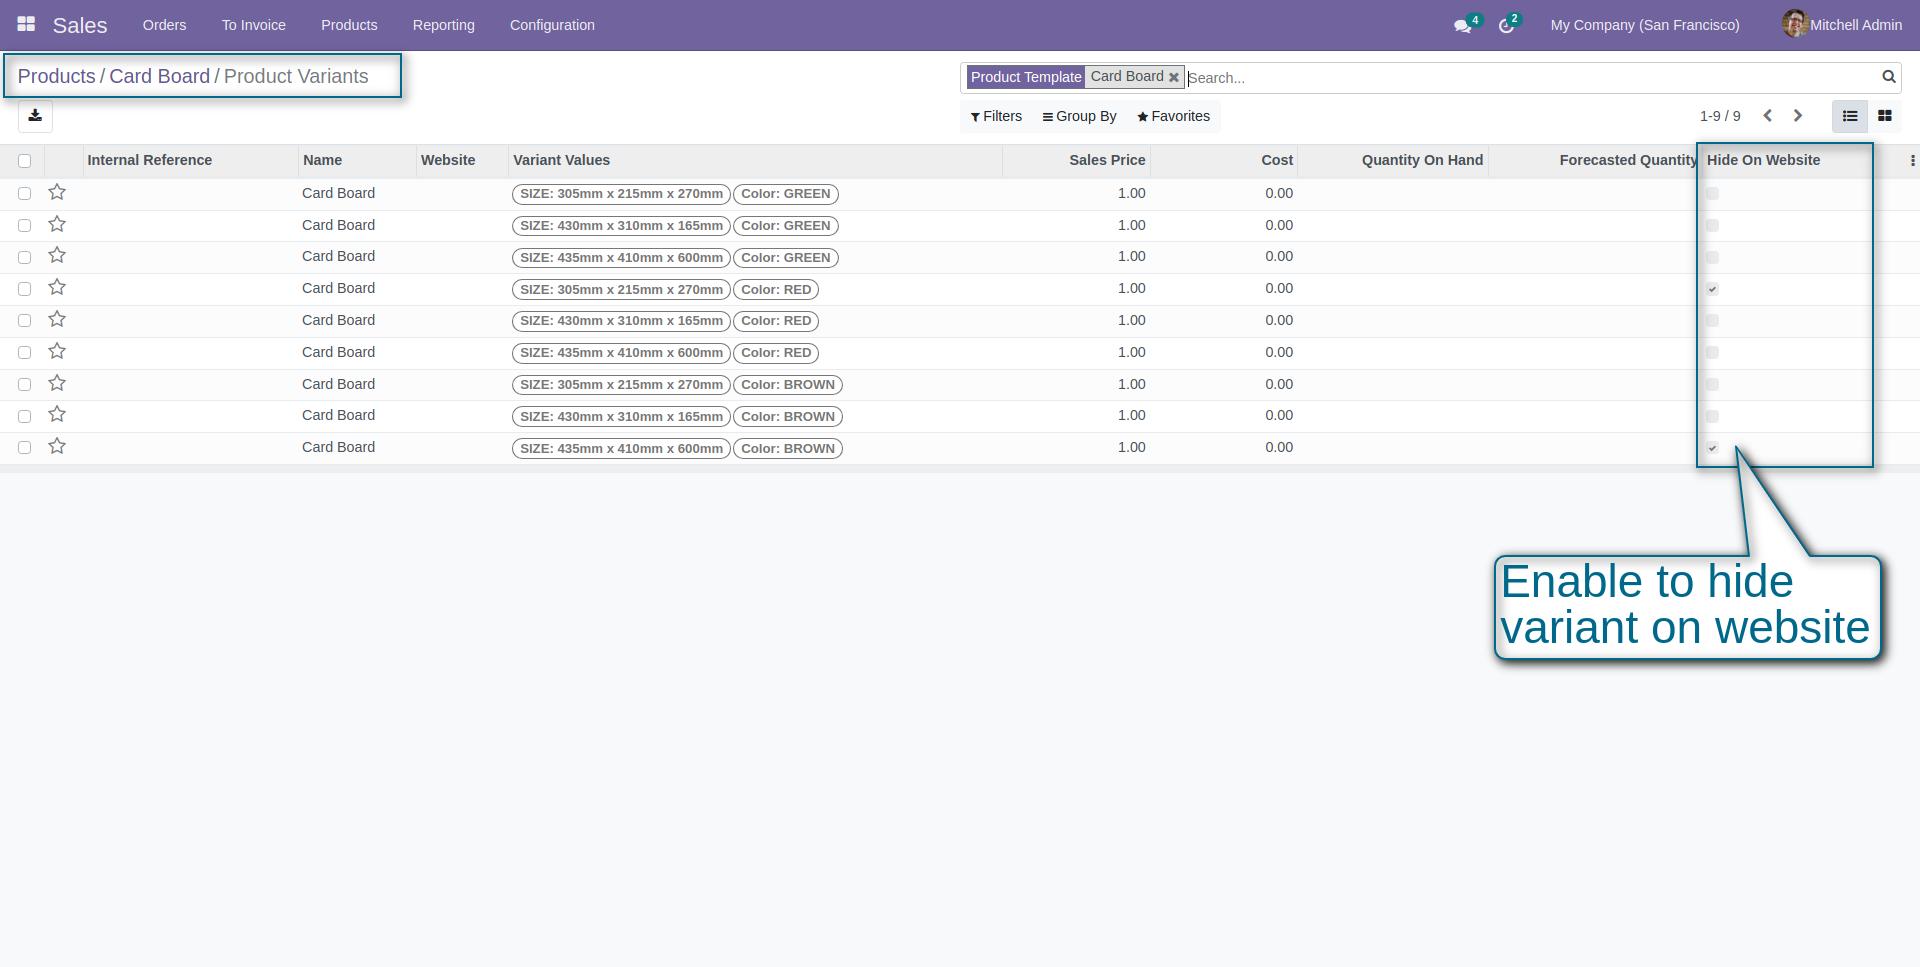 Sales Orders To Invoice Products Reporting Configuration 4 2 My Company (San Francisco) Mitchell Admin
Products / Card Board / Product Variants
Product Template Card Board Search...
Filters Group By Favorites 1-9 / 9
Internal Reference Name Website Variant Values Sales Price Cost Quantity On Hand Forecasted Quantity Hide On Website
Card Board SIZE: 305mm x 215mm x 270mm Color: GREEN 1.00 0.00
Card Board SIZE: 430mm x 310mm x 165mm Color: GREEN 1.00 0.00
Card Board SIZE: 435mm x 410mm x 600mm Color: GREEN 1.00 0.00
Card Board SIZE: 305mm x 215mm x 270mm Color: RED 1.00 0.00
Card Board SIZE: 430mm x 310mm x 165mm Color: RED 1.00 0.00
Card Board SIZE: 435mm x 410mm x 600mm Color: RED 1.00 0.00
Card Board SIZE: 305mm x 215mm x 270mm Color: BROWN 1.00 0.00
Card Board SIZE: 430mm x 310mm x 165mm Color: BROWN 1.00 0.00
Card Board SIZE: 435mm x 410mm x 600mm Color: BROWN 1.00 0.00
Enable to hide
variant on website